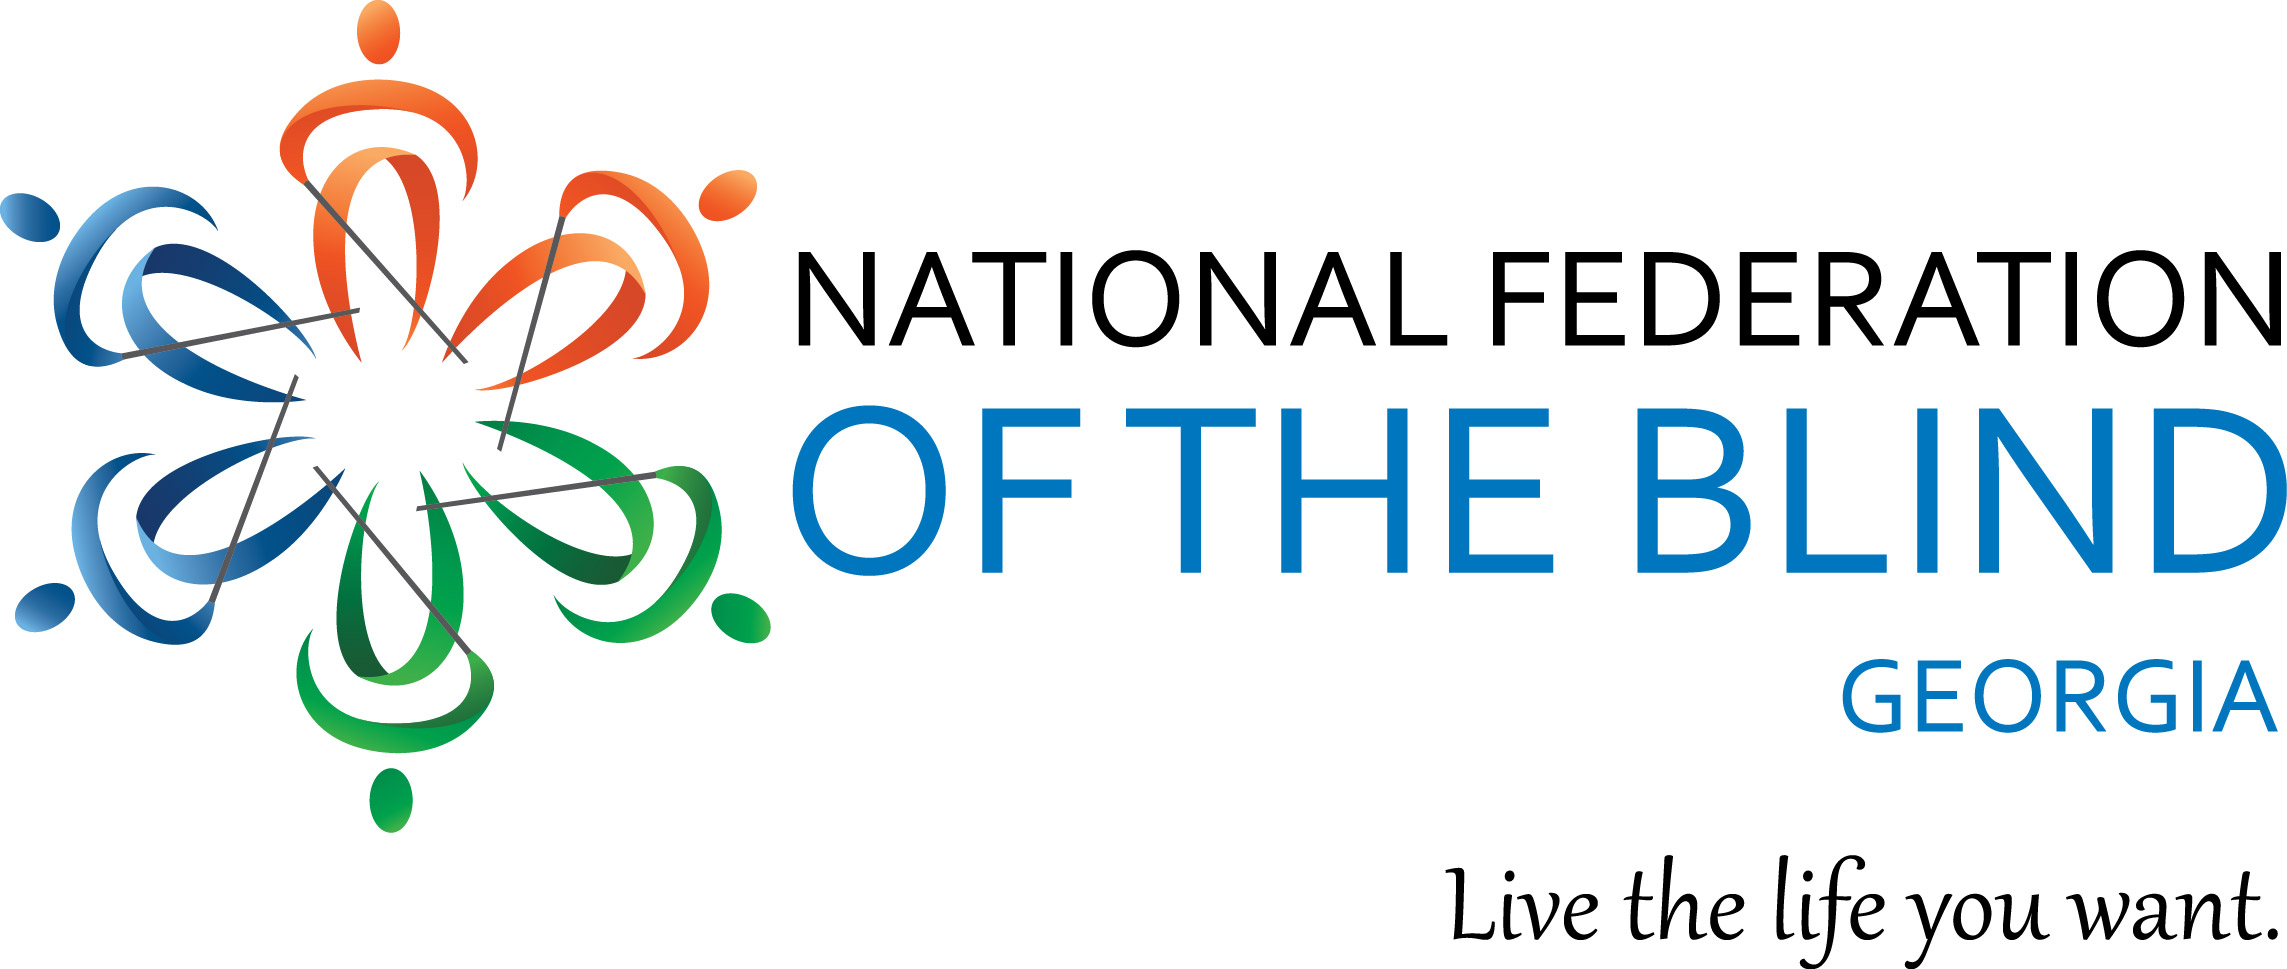 NATIONAL FEDERATION
OF THE BLIND
GEORGIA
Live the life you want.